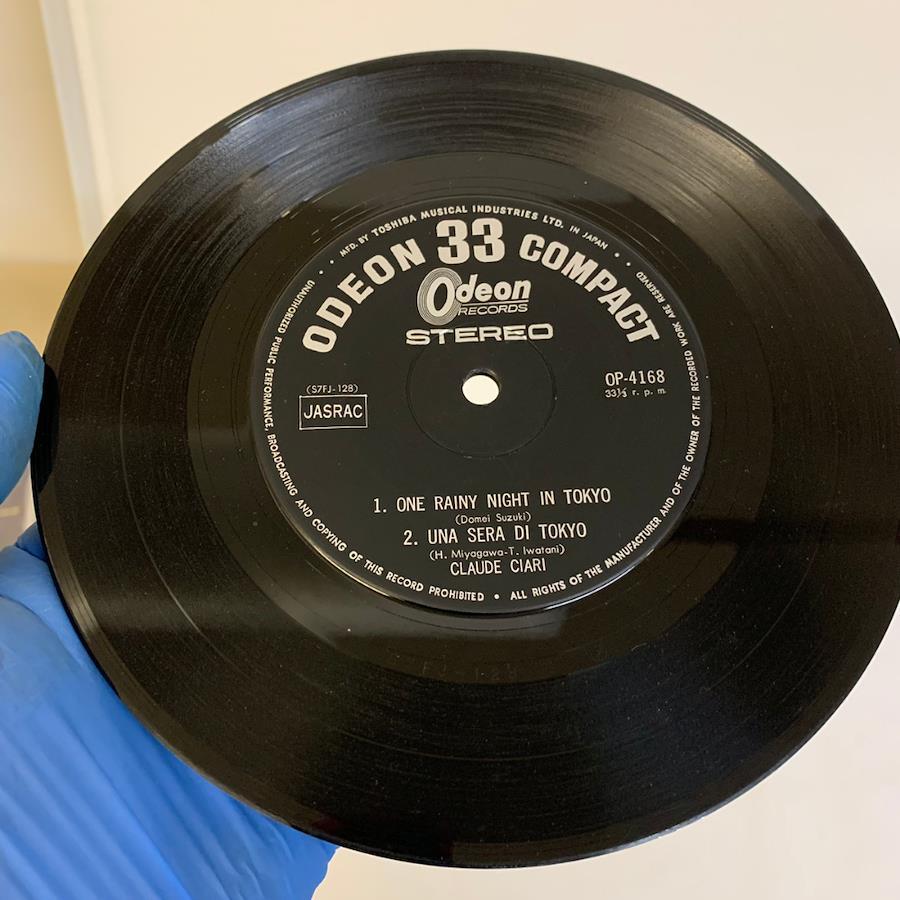 MFD. BY TOSHIBA MUSICAL INDUSTRIES LTD. IN JAPAN
ODEON 33 COMPACT
Odeon
RECORDS
STEREO
(S7FJ-128)
JASRAC
OP-4168
33⅓ r. p. m.
1. ONE RAINY NIGHT IN TOKYO
(Domei Suzuki)
2. UNA SERA DI TOKYO
(H. Miyagawa-T. Iwatani)
CLAUDE CIARI
UNAUTHORIZED PUBLIC PERFORMANCE, BROADCASTING AND COPYING OF THIS RECORD PROHIBITED • ALL RIGHTS OF THE MANUFACTURER AND OF THE OWNER OF THE RECORDED WORK ARE RESERVED